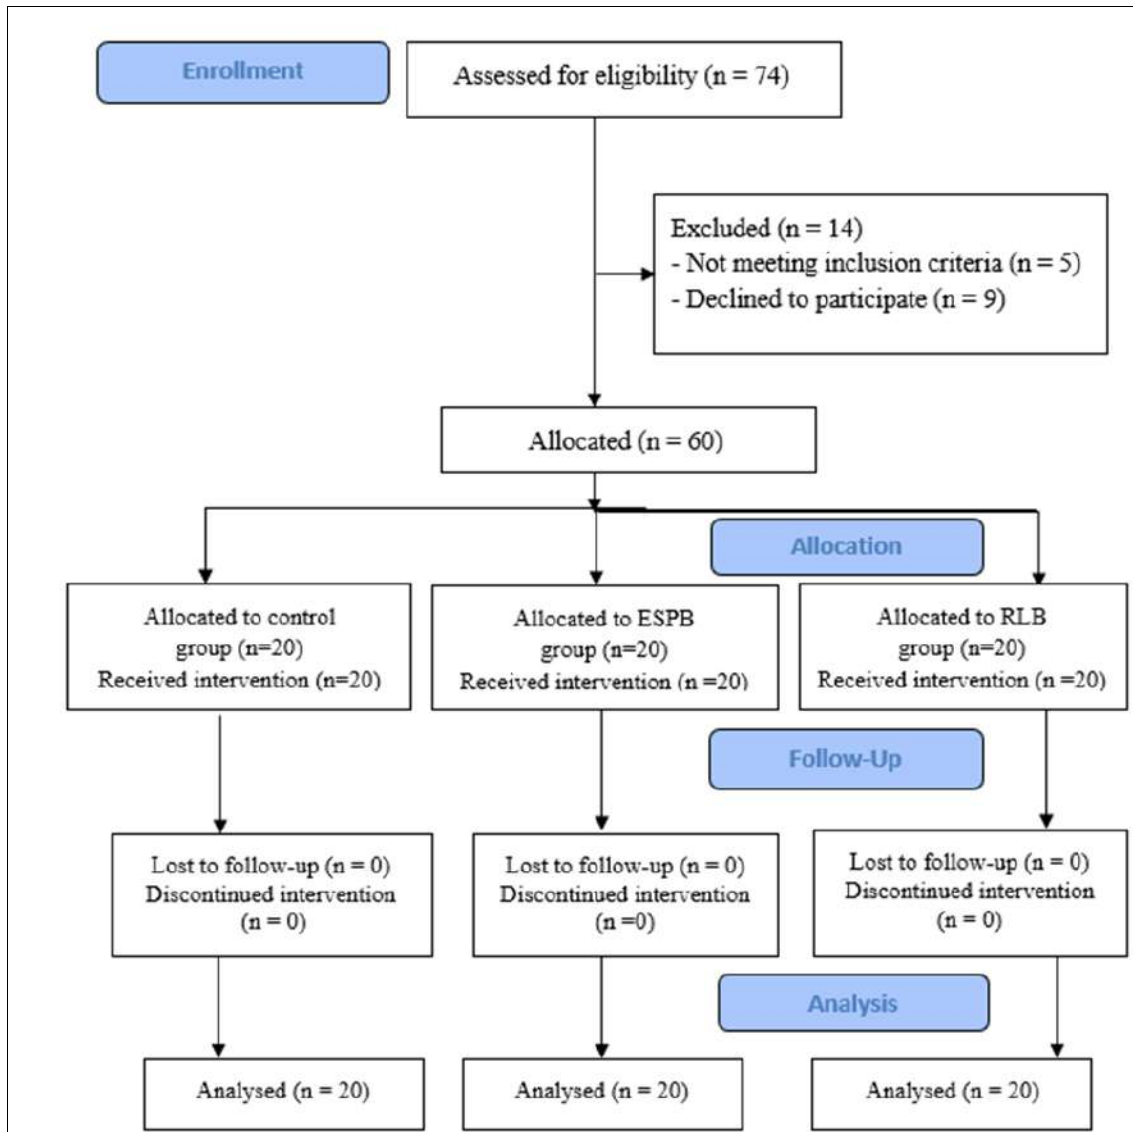 Enrollment
Assessed for eligibility (n = 74)
Excluded (n = 14)
- Not meeting inclusion criteria (n = 5)
- Declined to participate (n = 9)
Allocated (n = 60)
Allocation
Allocated to control
group (n=20)
Received intervention (n=20)
Allocated to ESPB
group (n=20)
Received intervention (n =20)
Allocated to RLB
group (n=20)
Received intervention (n =20)
Follow-Up
Lost to follow-up (n = 0)
Discontinued intervention
(n = 0)
Lost to follow-up (n = 0)
Discontinued intervention
(n =0)
Lost to follow-up (n = 0)
Discontinued intervention
(n = 0)
Analysis
Analysed (n = 20)
Analysed (n = 20)
Analysed (n = 20)